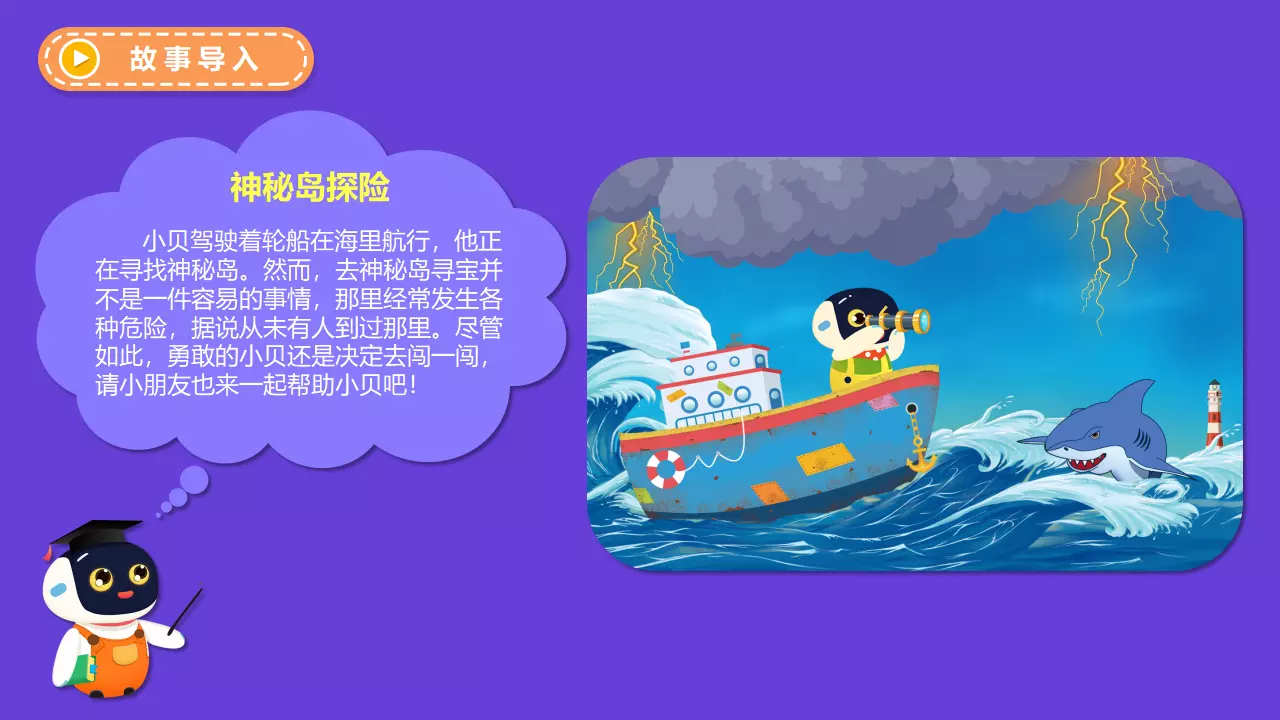 故事导入
神秘岛探险
小贝驾驶着轮船在海里航行，他正
在寻找神秘岛。然而，去神秘岛寻宝并
不是一件容易的事情，那里经常发生各
种危险，据说从未有人到过那里。尽管
如此，勇敢的小贝还是决定去闯一闯，
请小朋友也来一起帮助小贝吧！